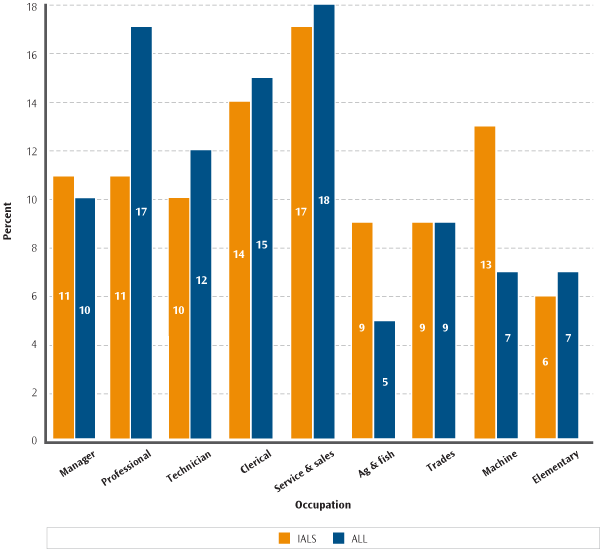 18
16
14
12
10
8
6
4
2
0
Percent
11
10
11
17
10
12
14
15
17
18
9
5
9
9
13
7
6
7
Manager
Professional
Technician
Clerical
Service & sales
Ag & fish
Trades
Machine
Elementary
Occupation
IALS ALL